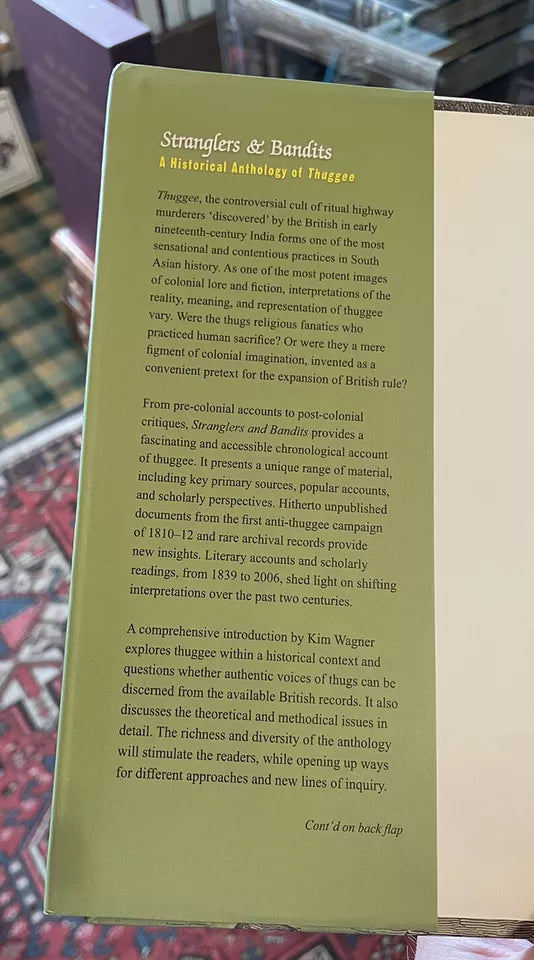 Stranglers & Bandits
A Historical Anthology of Thuggee
Thuggee, the controversial cult of ritual highway
murderers ‘discovered’ by the British in early
nineteenth-century India forms one of the most
sensational and contentious practices in South
Asian history. As one of the most potent images
of colonial lore and fiction, interpretations of the
reality, meaning, and representation of thuggee
vary. Were the thugs religious fanatics who
practiced human sacrifice? Or were they a mere
figment of colonial imagination, invented as a
convenient pretext for the expansion of British rule?
From pre-colonial accounts to post-colonial
critiques, Stranglers and Bandits provides a
fascinating and accessible chronological account
of thuggee. It presents a unique range of material,
including key primary sources, popular accounts,
and scholarly perspectives. Hitherto unpublished
documents from the first anti-thuggee campaign
of 1810–12 and rare archival records provide
new insights. Literary accounts and scholarly
readings, from 1839 to 2006, shed light on shifting
interpretations over the past two centuries.
A comprehensive introduction by Kim Wagner
explores thuggee within a historical context and
questions whether authentic voices of thugs can be
discerned from the available British records. It also
discusses the theoretical and methodical issues in
detail. The richness and diversity of the anthology
will stimulate the readers, while opening up ways
for different approaches and new lines of inquiry.
Cont’d on back flap